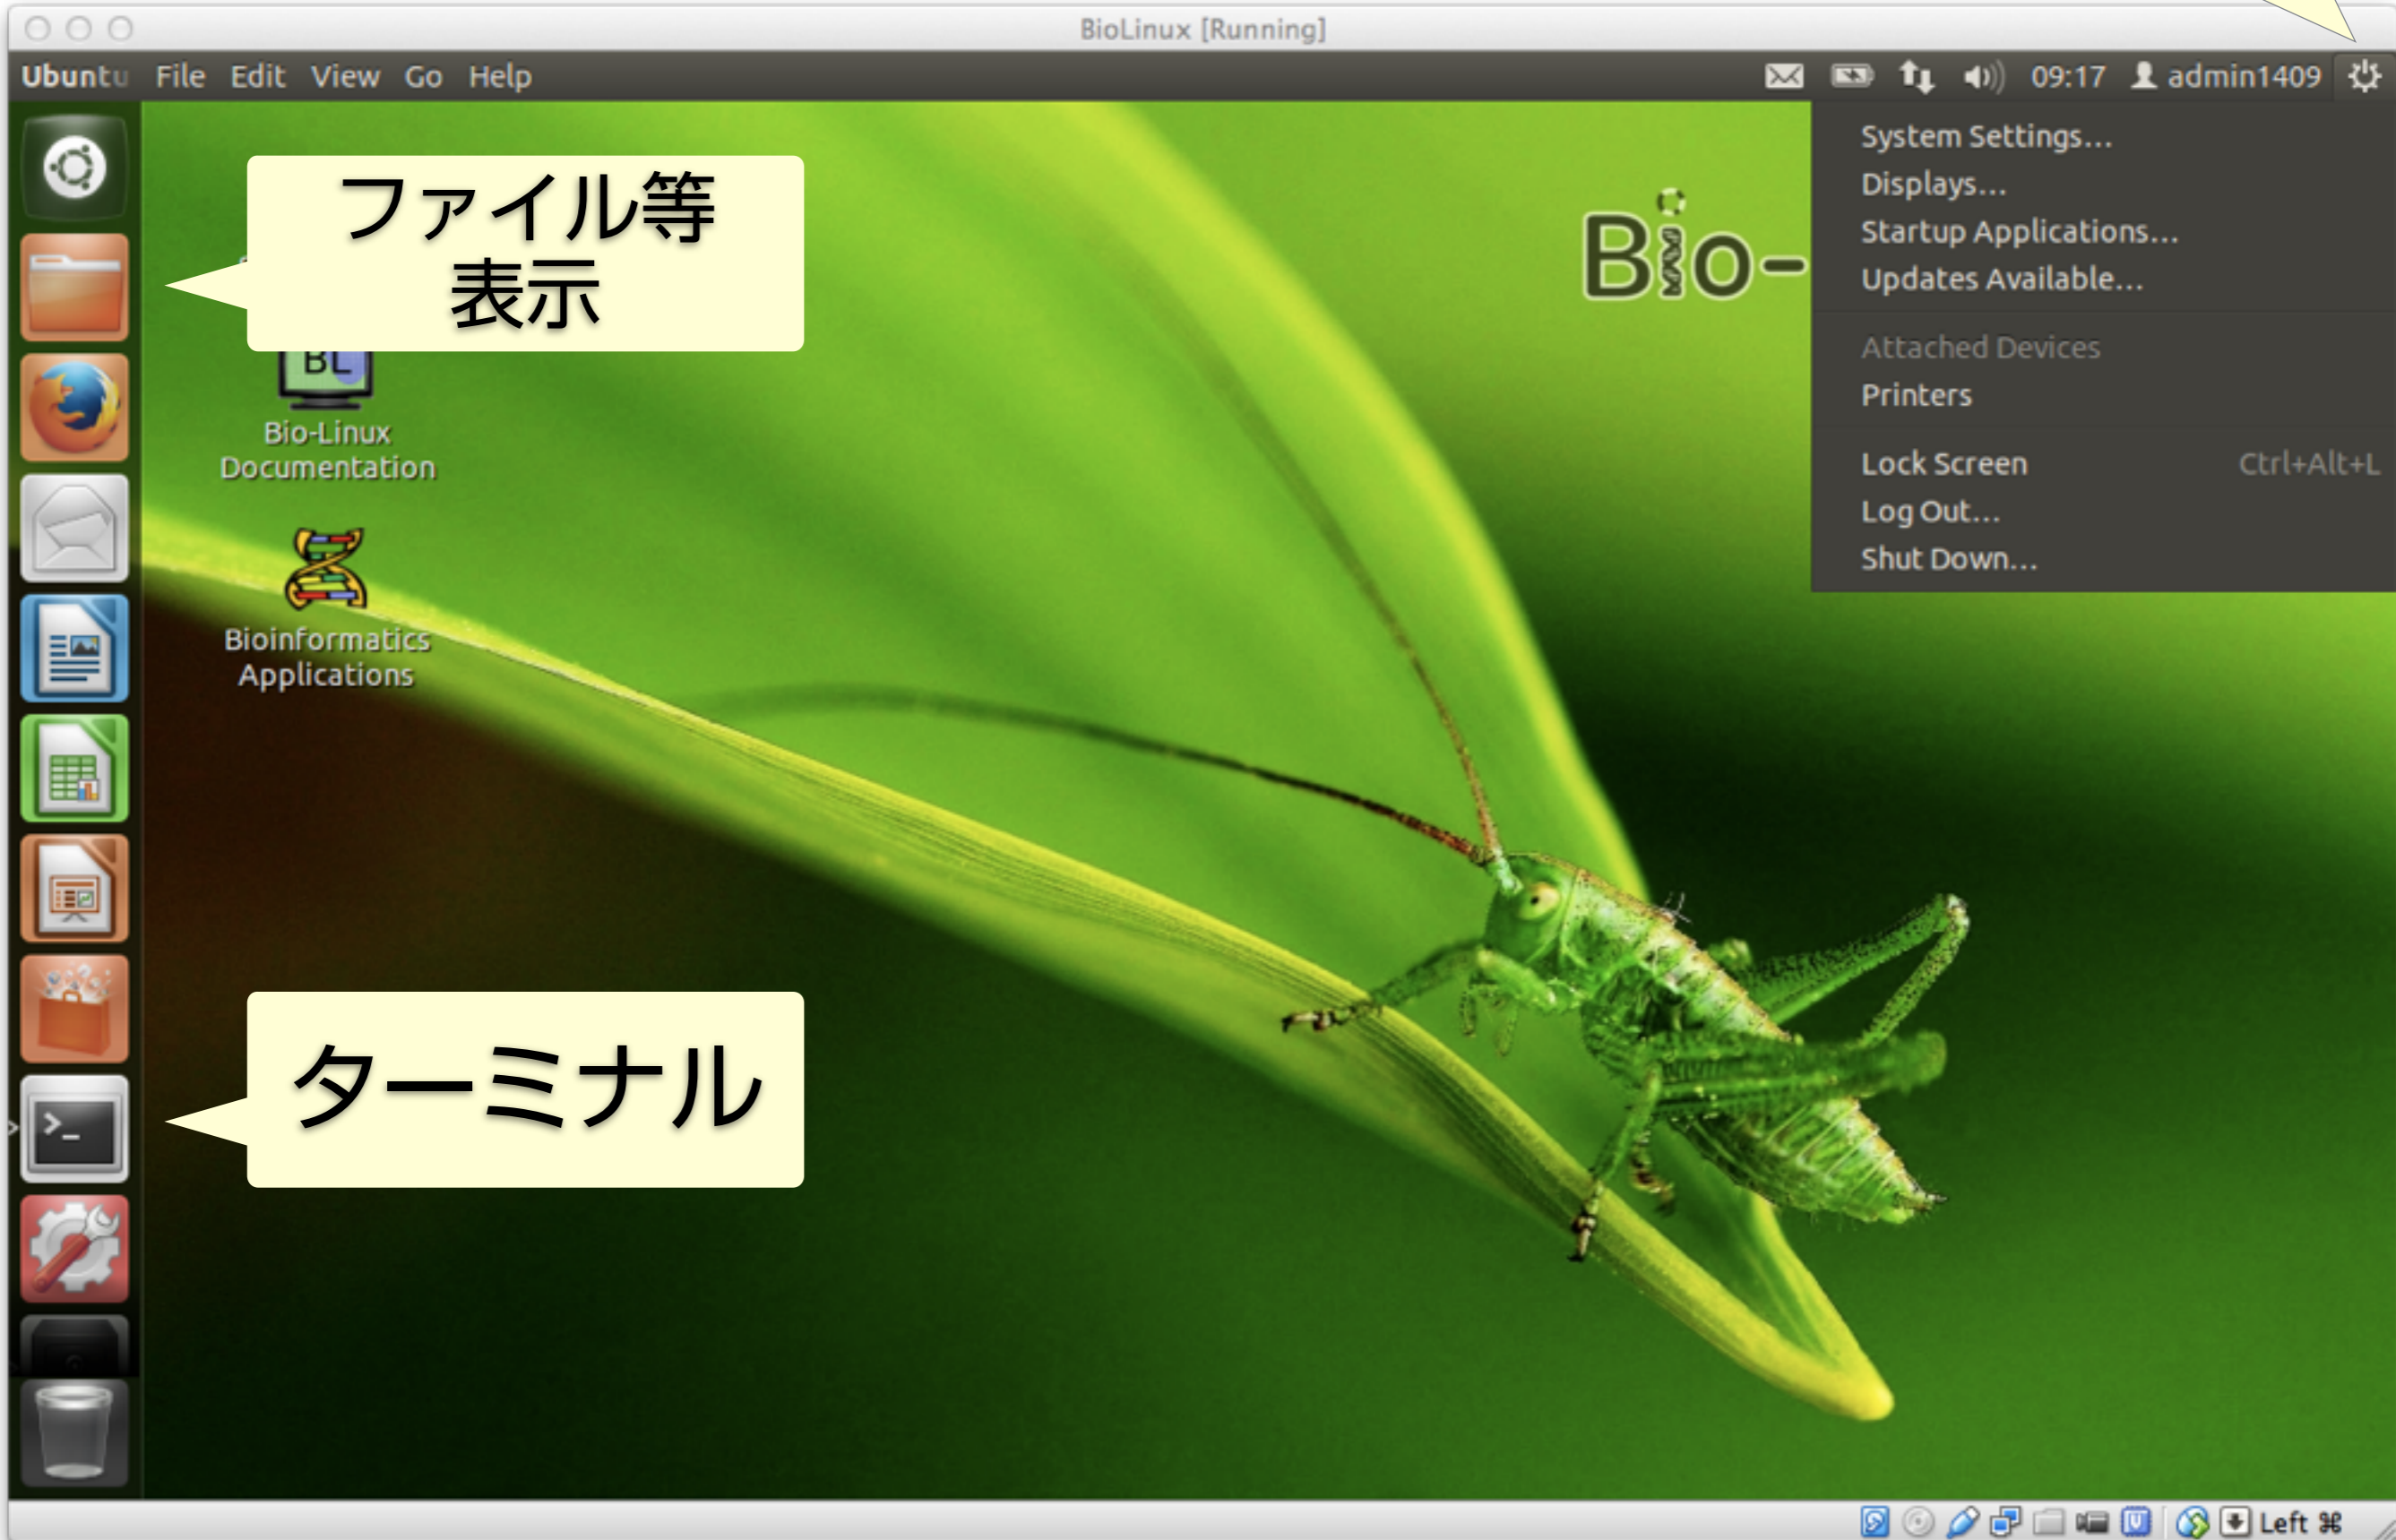 BioLinux [Running]
Ubuntu File Edit View Go Help
09:17 admin1409
System Settings...
Displays...
Startup Applications...
Updates Available...
Attached Devices
Printers
Lock Screen Ctrl+Alt+L
Log Out...
Shut Down...
ファイル等
表示
Bio-
BL
Bio-Linux
Documentation
Bioinformatics
Applications
ターミナル
>_
Left ⌘